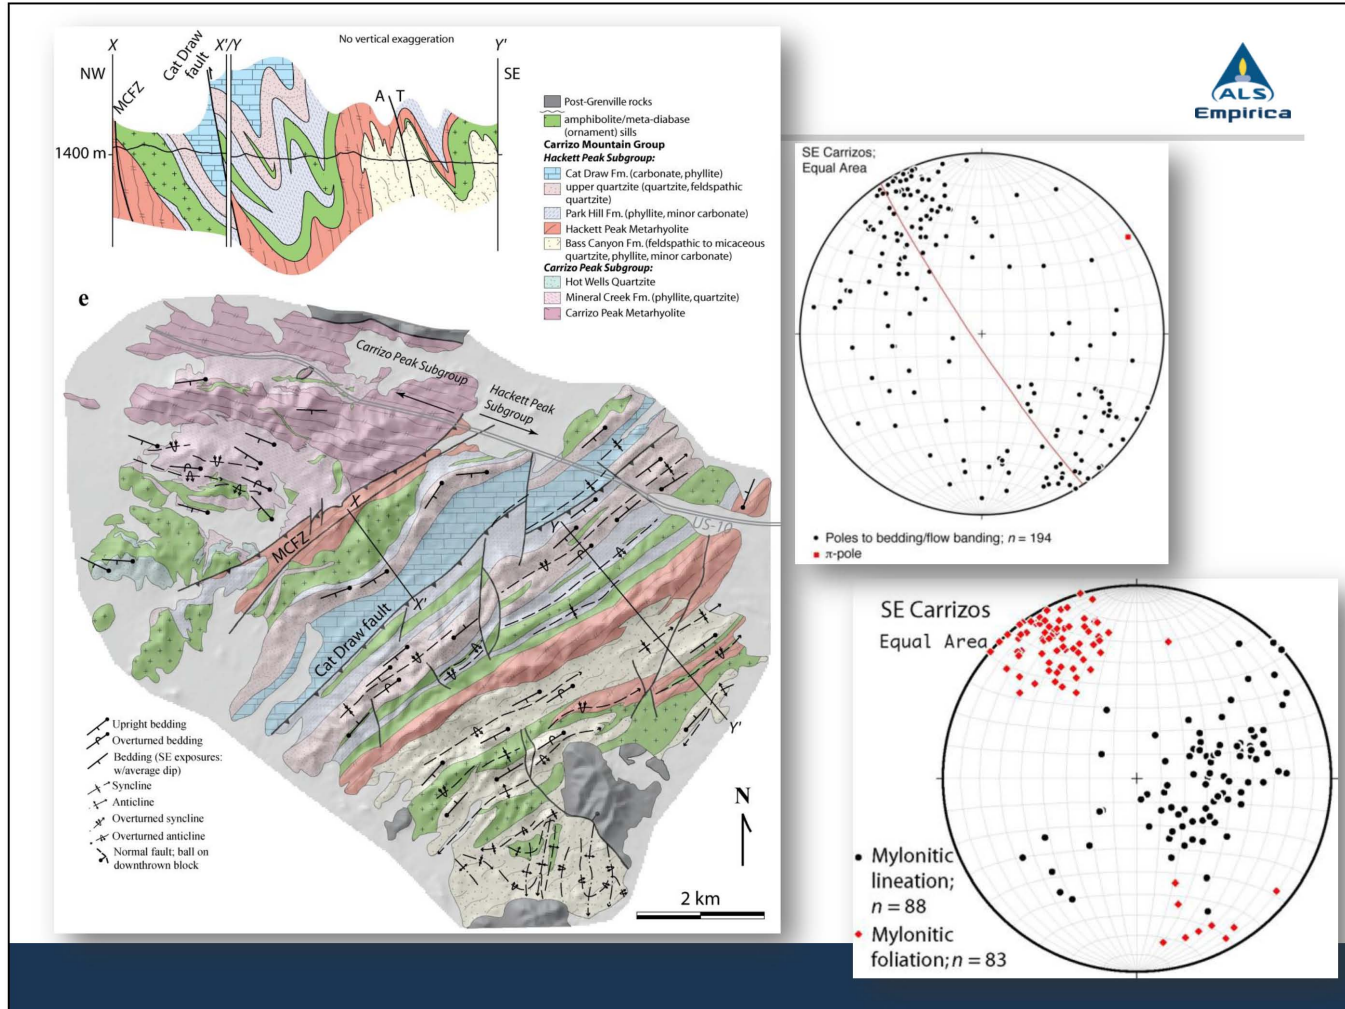 X
X'/Y
No vertical exaggeration
Y'
NW
MCFZ
Cat Draw
fault
A T
SE
1400 m
Post-Grenville rocks
amphibolite/meta-diabase
(ornament) sills
Carrizo Mountain Group
Hackett Peak Subgroup:
Cat Draw Fm. (carbonate, phyllite)
upper quartzite (quartzite, feldspathic
quartzite)
Park Hill Fm. (phyllite, minor carbonate)
Hackett Peak Metarhyolite
Bass Canyon Fm. (feldspathic to micaceous
quartzite, phyllite, minor carbonate)
Carrizo Peak Subgroup:
Hot Wells Quartzite
Mineral Creek Fm. (phyllite, quartzite)
Carrizo Peak Metarhyolite
e
Carrizo Peak Subgroup
Hackett Peak
Subgroup
US-10
MCFZ
X
X'
Y
Y'
Cat Draw fault
Upright bedding
Overturned bedding
Bedding (SE exposures:
w/average dip)
Syncline
Anticline
Overturned syncline
Overturned anticline
Normal fault; ball on
downthrown block
N
2 km
ALS
Empirica
SE Carrizos;
Equal Area
Poles to bedding/flow banding; n = 194
π-pole
SE Carrizos
Equal Area
Mylonitic
lineation;
n = 88
Mylonitic
foliation; n = 83